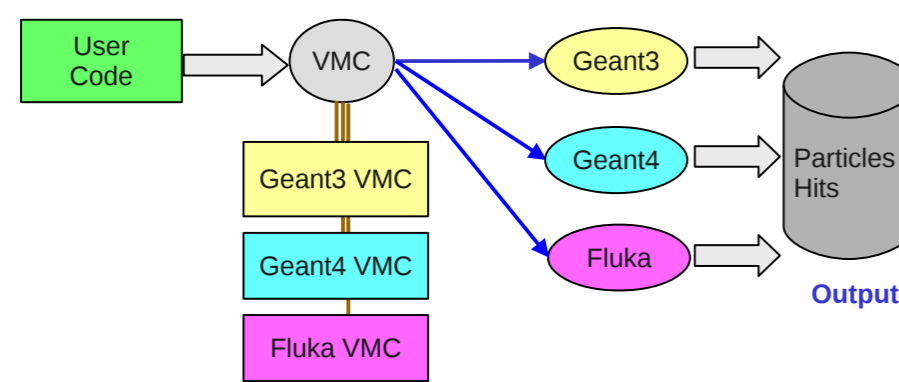 User
Code
VMC
Geant3
Geant4
Fluka
Particles
Hits
Output
Geant3 VMC
Geant4 VMC
Fluka VMC